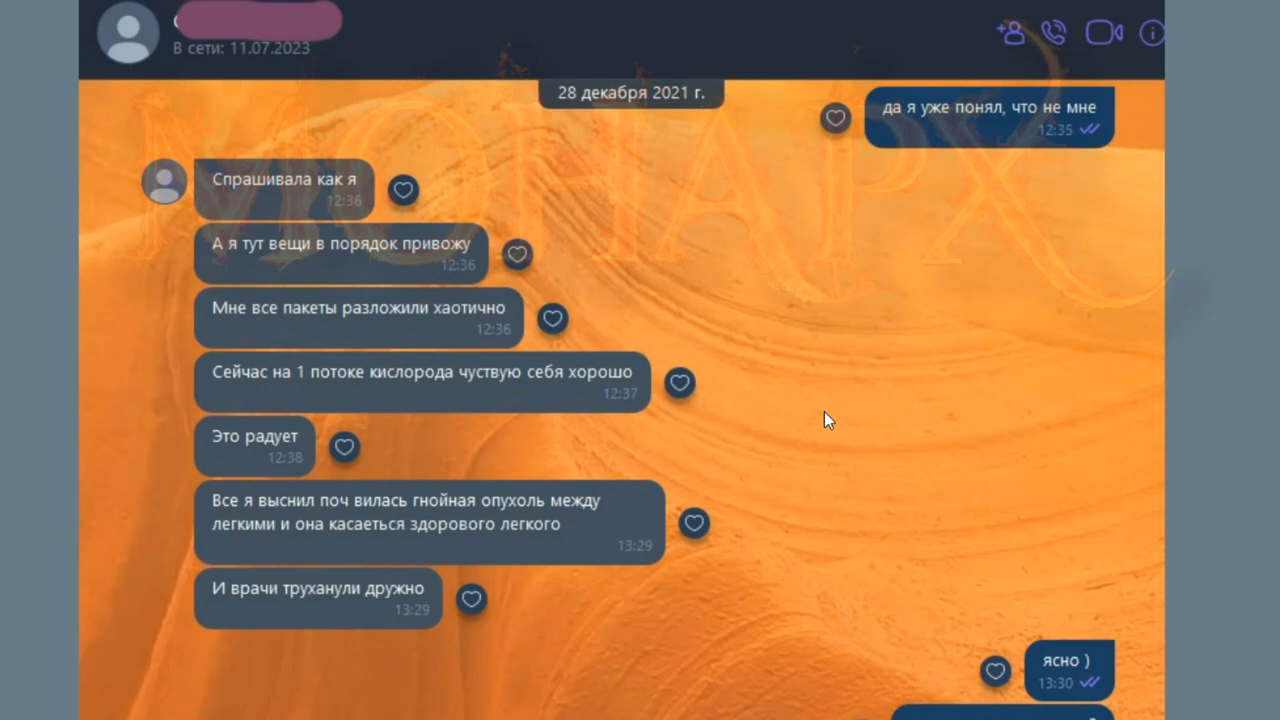 В сети: 11.07.2023
28 декабря 2021 г.
да я уже понял, что не мне
12:35
МОНАРХ
Спрашивала как я
12:36
А я тут вещи в порядок привожу
12:36
Мне все пакеты разложили хаотично
12:36
Сейчас на 1 потоке кислорода чуствую себя хорошо
12:37
Это радует
12:38
Все я выснил поч вилась гнойная опухоль между
легкими и она касаеться здорового легкого
13:29
И врачи труханули дружно
13:29
ясно )
13:30